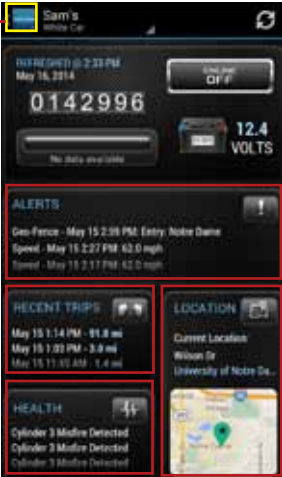 Sam's
White Car
REFRESHED @ 2:33 PM
May 16, 2014
0142996
ENGINE
OFF
No data available
12.4
VOLTS
ALERTS
Geo-Fence - May 15 2:39 PM: Entry: Notre Dame
Speed - May 15 2:27 PM: 62.0 mph
Speed - May 15 2:17 PM: 62.0 mph
RECENT TRIPS
May 15 1:14 PM - 91.8 mi
May 15 1:03 PM - 3.0 mi
May 15 11:55 AM - 1.4 mi
LOCATION
Current Location:
Wilson Dr
University of Notre Da...
HEALTH
Cylinder 3 Misfire Detected
Cylinder 3 Misfire Detected
Cylinder 3 Misfire Detected